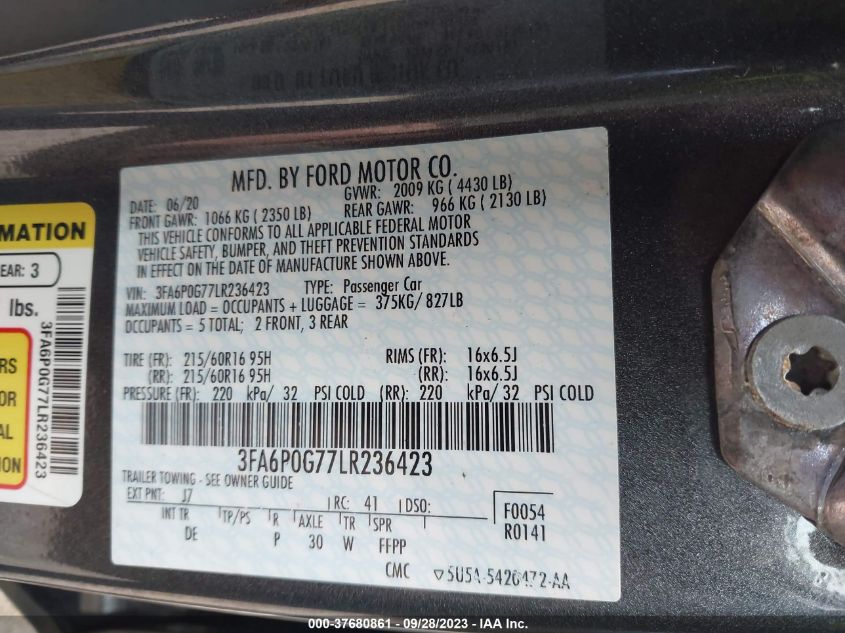 MFD. BY FORD MOTOR CO.
DATE: 06/20 GVWR: 2009 KG ( 4430 LB)
FRONT GAWR: 1066 KG ( 2350 LB) REAR GAWR: 966 KG ( 2130 LB)
THIS VEHICLE CONFORMS TO ALL APPLICABLE FEDERAL MOTOR
VEHICLE SAFETY, BUMPER, AND THEFT PREVENTION STANDARDS
IN EFFECT ON THE DATE OF MANUFACTURE SHOWN ABOVE.
VIN: 3FA6P0G77LR236423 TYPE: Passenger Car
MAXIMUM LOAD = OCCUPANTS + LUGGAGE = 375KG/ 827LB
OCCUPANTS = 5 TOTAL; 2 FRONT, 3 REAR
TIRE (FR): 215/60R16 95H RIMS (FR): 16x6.5J
(RR): 215/60R16 95H (RR): 16x6.5J
PRESSURE (FR): 220 kPa/ 32 PSI COLD (RR): 220 kPa/ 32 PSI COLD
3FA6P0G77LR236423
TRAILER TOWING - SEE OWNER GUIDE
EXT PNT: J7 RC: 41 DSO: F0054
INT TR TP/PS R AXLE TR SPR R0141
DE P 30 W FFPP
CMC 5U5A-5420472-AA
RMATION
EAR: 3
lbs.
RS
OR
AL
ION
3FA6P0G77LR236423
000-37680861 - 09/28/2023 - IAA Inc.